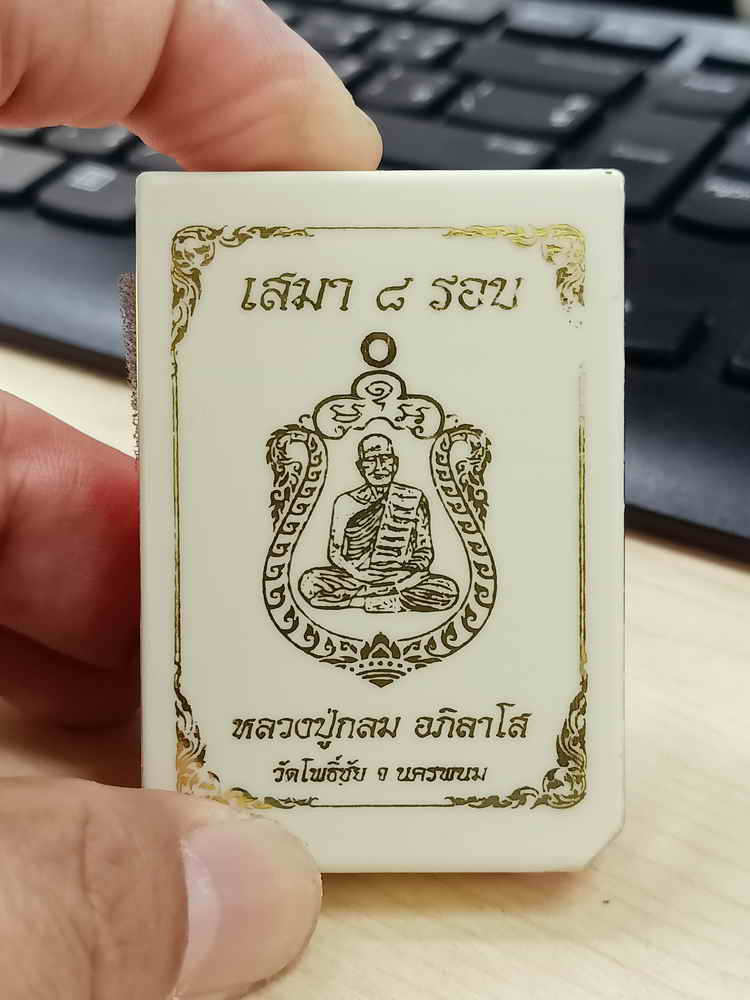 เสมา ๘ รอบ
หลวงปู่กลม อภิลาโส
วัดโพธิ์ชัย จ นครพนม